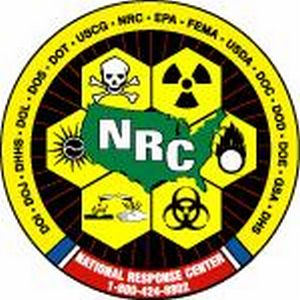 DOI - DOJ - DHHS - DOL - DOS - DOT - USCG - NRC - EPA - FEMA - USDA - DOC - DOD - DOE - GSA - DHS
NRC
NATIONAL RESPONSE CENTER
1-800-424-8802